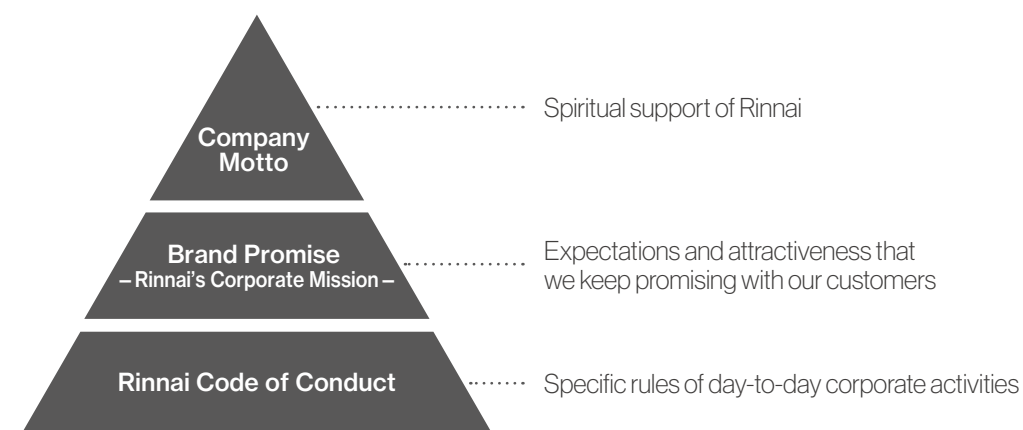 Company
Motto
Spiritual support of Rinnai
Brand Promise
– Rinnai's Corporate Mission –
Expectations and attractiveness that
we keep promising with our customers
Rinnai Code of Conduct
Specific rules of day-to-day corporate activities